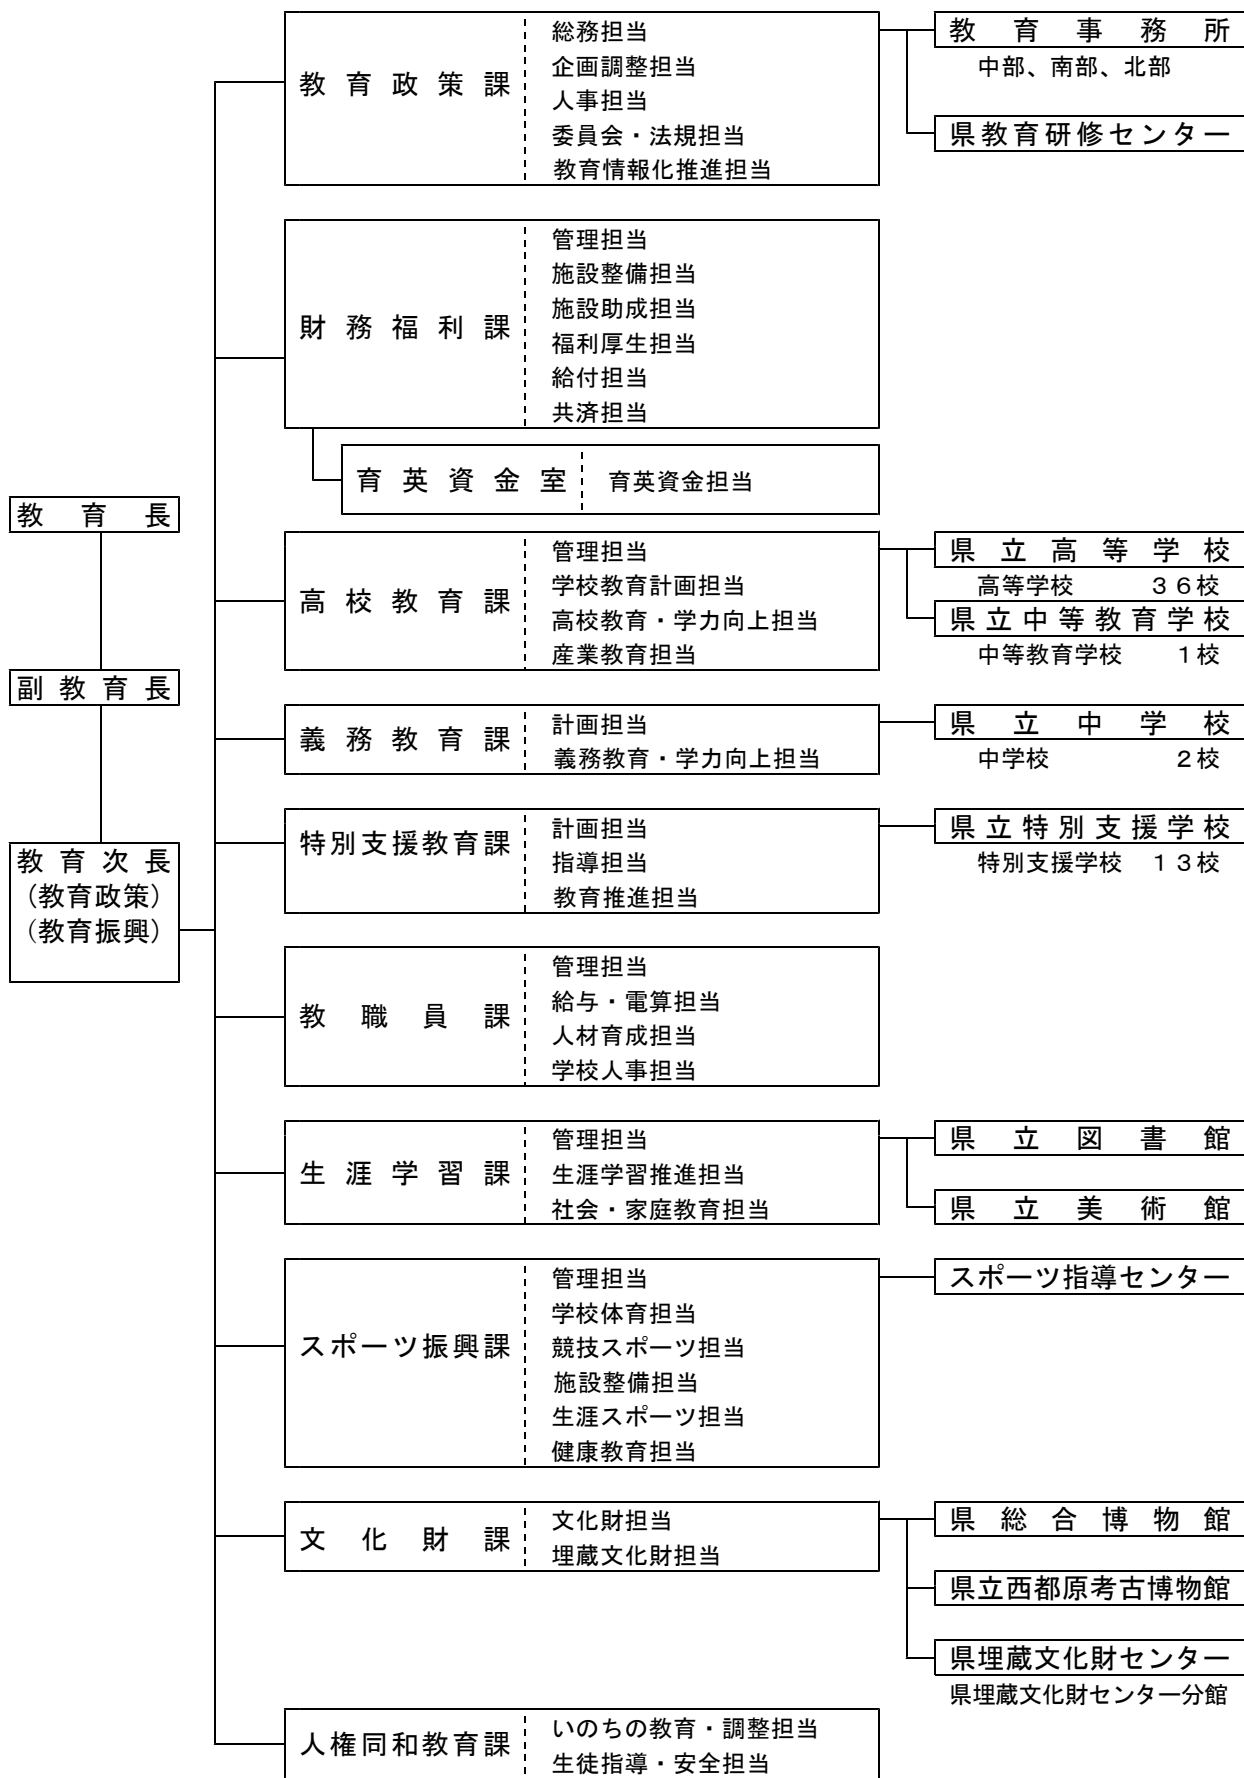 教育長
副教育長
教育次長
(教育政策)
(教育振興)
教育政策課
総務担当
企画調整担当
人事担当
委員会・法規担当
教育情報化推進担当
教育事務所
中部、南部、北部
県教育研修センター
財務福利課
管理担当
施設整備担当
施設助成担当
福利厚生担当
給付担当
共済担当
育英資金室
育英資金担当
高校教育課
管理担当
学校教育計画担当
高校教育・学力向上担当
産業教育担当
県立高等学校
高等学校 36校
県立中等教育学校
中等教育学校 1校
義務教育課
計画担当
義務教育・学力向上担当
県立中学校
中学校 2校
特別支援教育課
計画担当
指導担当
教育推進担当
県立特別支援学校
特別支援学校 13校
教職員課
管理担当
給与・電算担当
人材育成担当
学校人事担当
生涯学習課
管理担当
生涯学習推進担当
社会・家庭教育担当
県立図書館
県立美術館
スポーツ振興課
管理担当
学校体育担当
競技スポーツ担当
施設整備担当
生涯スポーツ担当
健康教育担当
スポーツ指導センター
文化財課
文化財担当
埋蔵文化財担当
県総合博物館
県立西都原考古博物館
県埋蔵文化財センター
県埋蔵文化財センター分館
人権同和教育課
いのちの教育・調整担当
生徒指導・安全担当